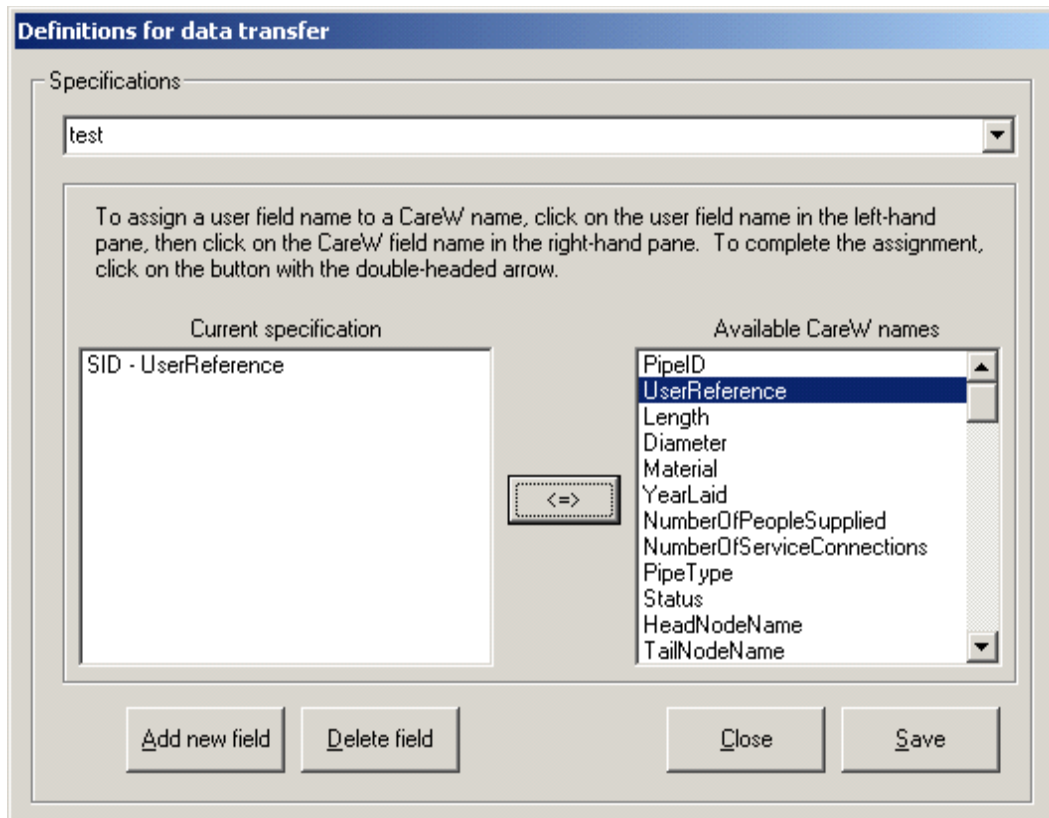 Definitions for data transfer
Specifications
test
To assign a user field name to a CareW name, click on the user field name in the left-hand
pane, then click on the CareW field name in the right-hand pane.  To complete the assignment,
click on the button with the double-headed arrow.
Current specification
Available CareW names
SID - UserReference
PipeID
UserReference
Length
Diameter
Material
YearLaid
NumberOfPeopleSupplied
NumberOfServiceConnections
PipeType
Status
HeadNodeName
TailNodeName
<=>
Add new field
Delete field
Close
Save